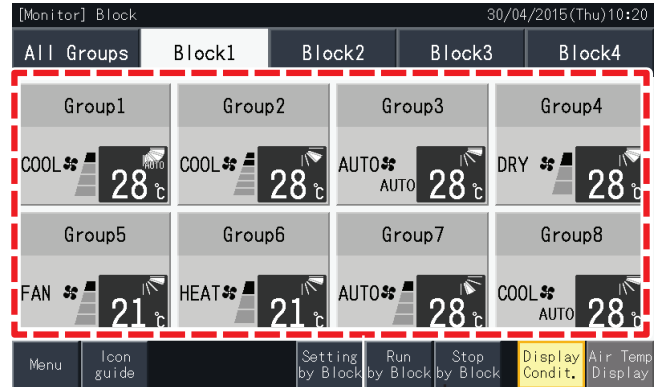 [Monitor] Block 30/04/2015(Thu)10:20
All Groups Block1 Block2 Block3 Block4
Group1 Group2 Group3 Group4
COOL AUTO 28℃ COOL 28℃ AUTO AUTO 28℃ DRY 28℃
Group5 Group6 Group7 Group8
FAN 21℃ HEAT 21℃ AUTO 28℃ COOL AUTO 28℃
Menu Icon guide Setting by Block Run by Block Stop by Block Display Condit. Air Temp Display